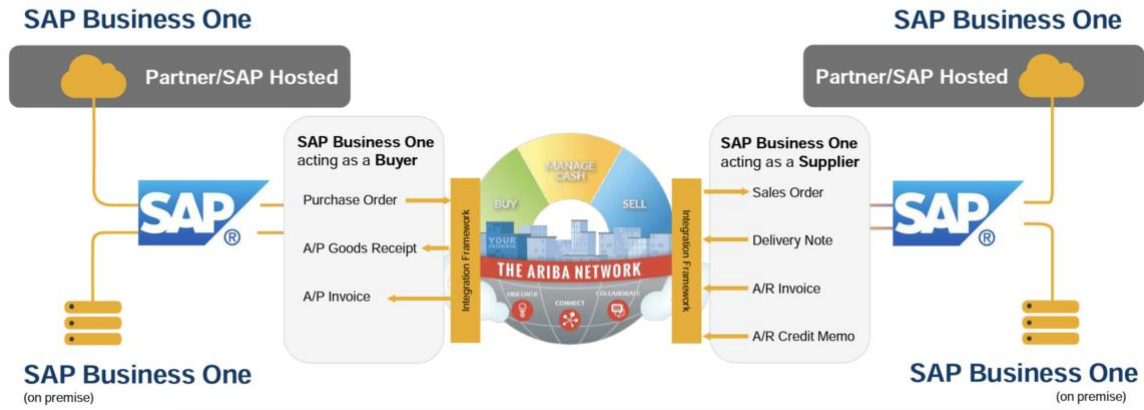 SAP Business One
Partner/SAP Hosted
SAP®
SAP Business One
(on premise)
SAP Business One
acting as a Buyer
Purchase Order
A/P Goods Receipt
A/P Invoice
Integration Framework
BUY
MANAGE
CASH
SELL
YOUR
ENTERPRISE
THE ARIBA NETWORK
DISCOVER
CONNECT
COLLABORATE
Integration Framework
SAP Business One
acting as a Supplier
Sales Order
Delivery Note
A/R Invoice
A/R Credit Memo
SAP Business One
Partner/SAP Hosted
SAP®
SAP Business One
(on premise)